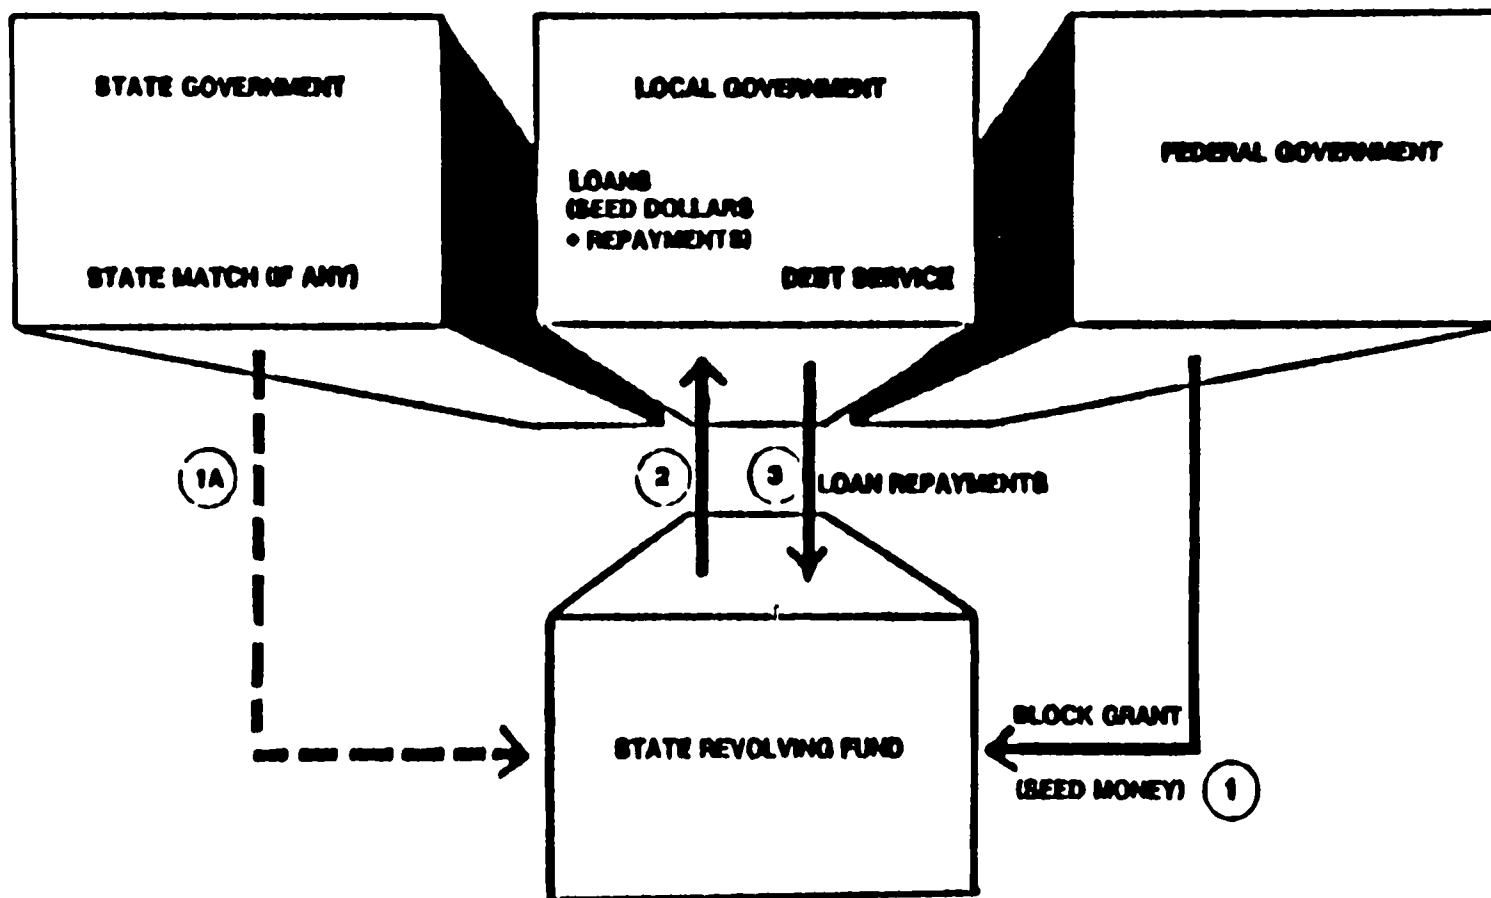 STATE GOVERNMENT
STATE MATCH (IF ANY)
LOCAL GOVERNMENT
LOANS
(SEED DOLLARS
+ REPAYMENTS)
DEBT SERVICE
FEDERAL GOVERNMENT
1A
2
3
LOAN REPAYMENTS
STATE REVOLVING FUND
BLOCK GRANT
(SEED MONEY)
1